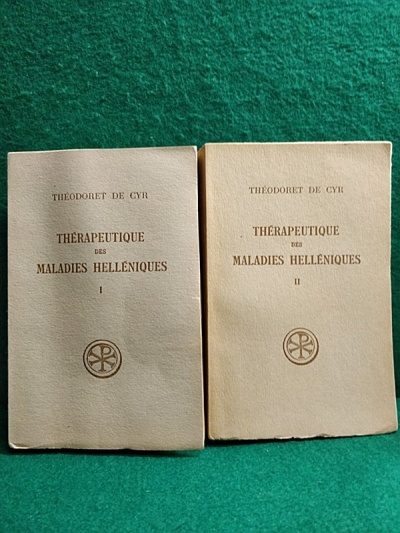 THÉODORET DE CYR
THÉRAPEUTIQUE
DES
MALADIES HELLÉNIQUES
I
THÉODORET DE CYR
THÉRAPEUTIQUE
DES
MALADIES HELLÉNIQUES
II